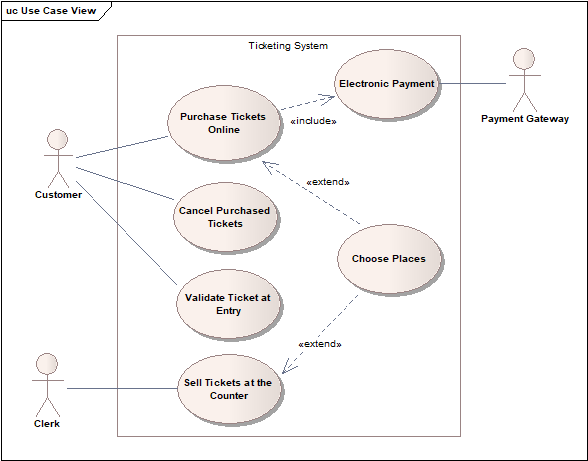 uc Use Case View
Ticketing System
Purchase Tickets
Online
Electronic Payment
«include»
Payment Gateway
Customer
«extend»
Cancel Purchased
Tickets
Choose Places
Validate Ticket at
Entry
«extend»
Sell Tickets at the
Counter
Clerk